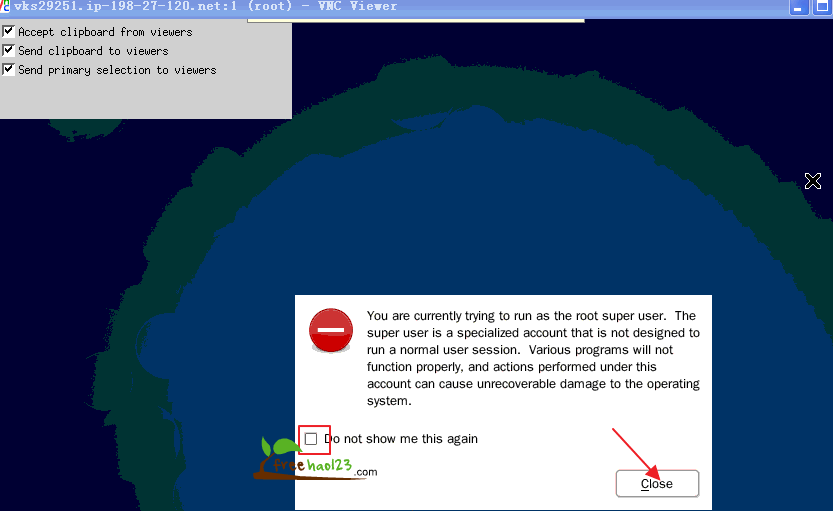 vks29251.ip-198-27-120.net:1 (root) - VNC Viewer
Accept clipboard from viewers
Send clipboard to viewers
Send primary selection to viewers
You are currently trying to run as the root super user. The
super user is a specialized account that is not designed to
run a normal user session. Various programs will not
function properly, and actions performed under this
account can cause unrecoverable damage to the operating
system.
Do not show me this again
freehao123.com
Close